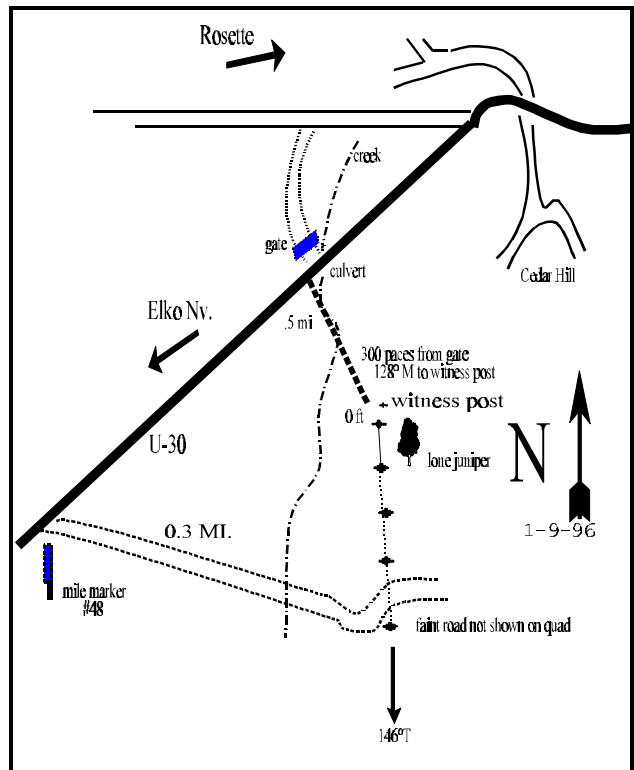 Rosette
creek
gate
culvert
Elko Nv.
.5 mi
Cedar Hill
300 paces from gate
128° M to witness post
witness post
0 ft
U-30
lone juniper
N
0.3 MI.
1-9-96
mile marker
#48
faint road not shown on quad
146°T